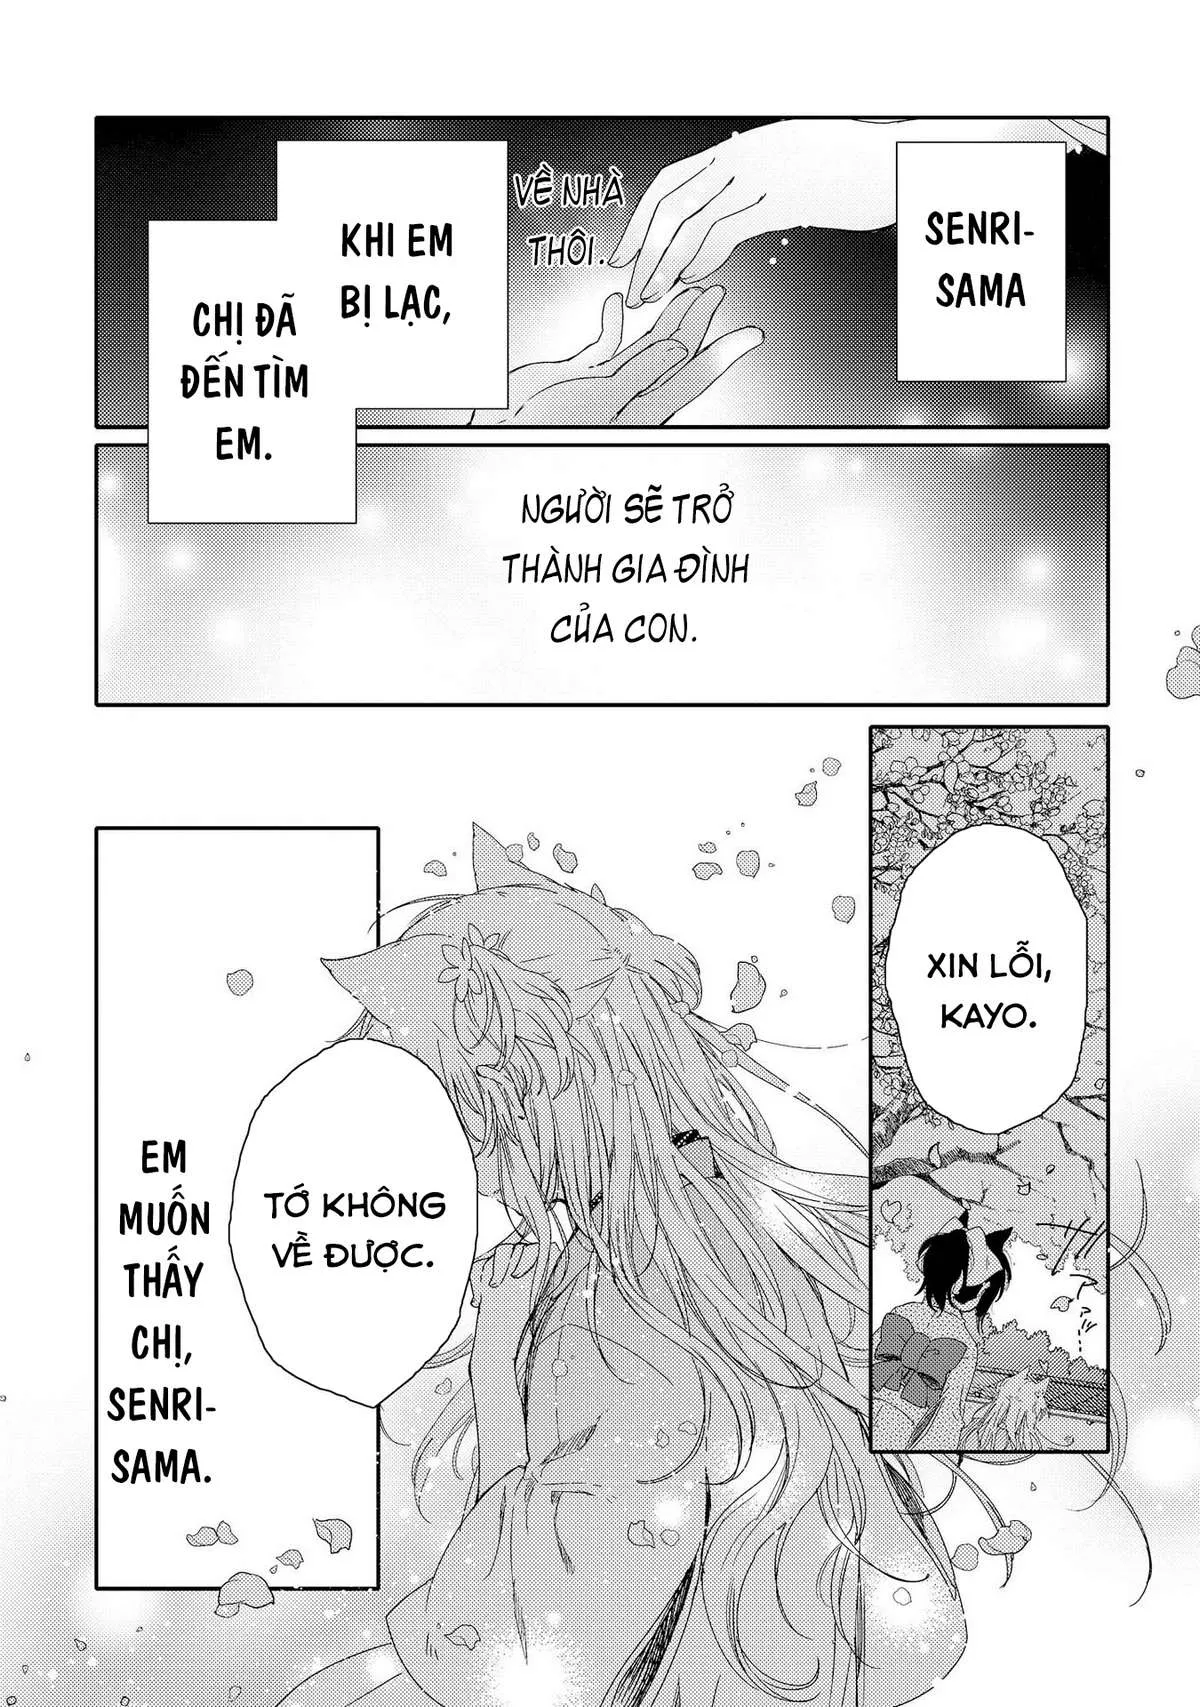 SENRI-
SAMA
VỀ NHÀ
THÔI.
KHI EM
BỊ LẠC,
CHỊ ĐÃ
ĐẾN TÌM
EM.
NGƯỜI SẼ TRỞ
THÀNH GIA ĐÌNH
CỦA CON.
XIN LỖI,
KAYO.
TỚ KHÔNG
VỀ ĐƯỢC.
EM
MUỐN
THẤY
CHỊ,
SENRI-
SAMA.